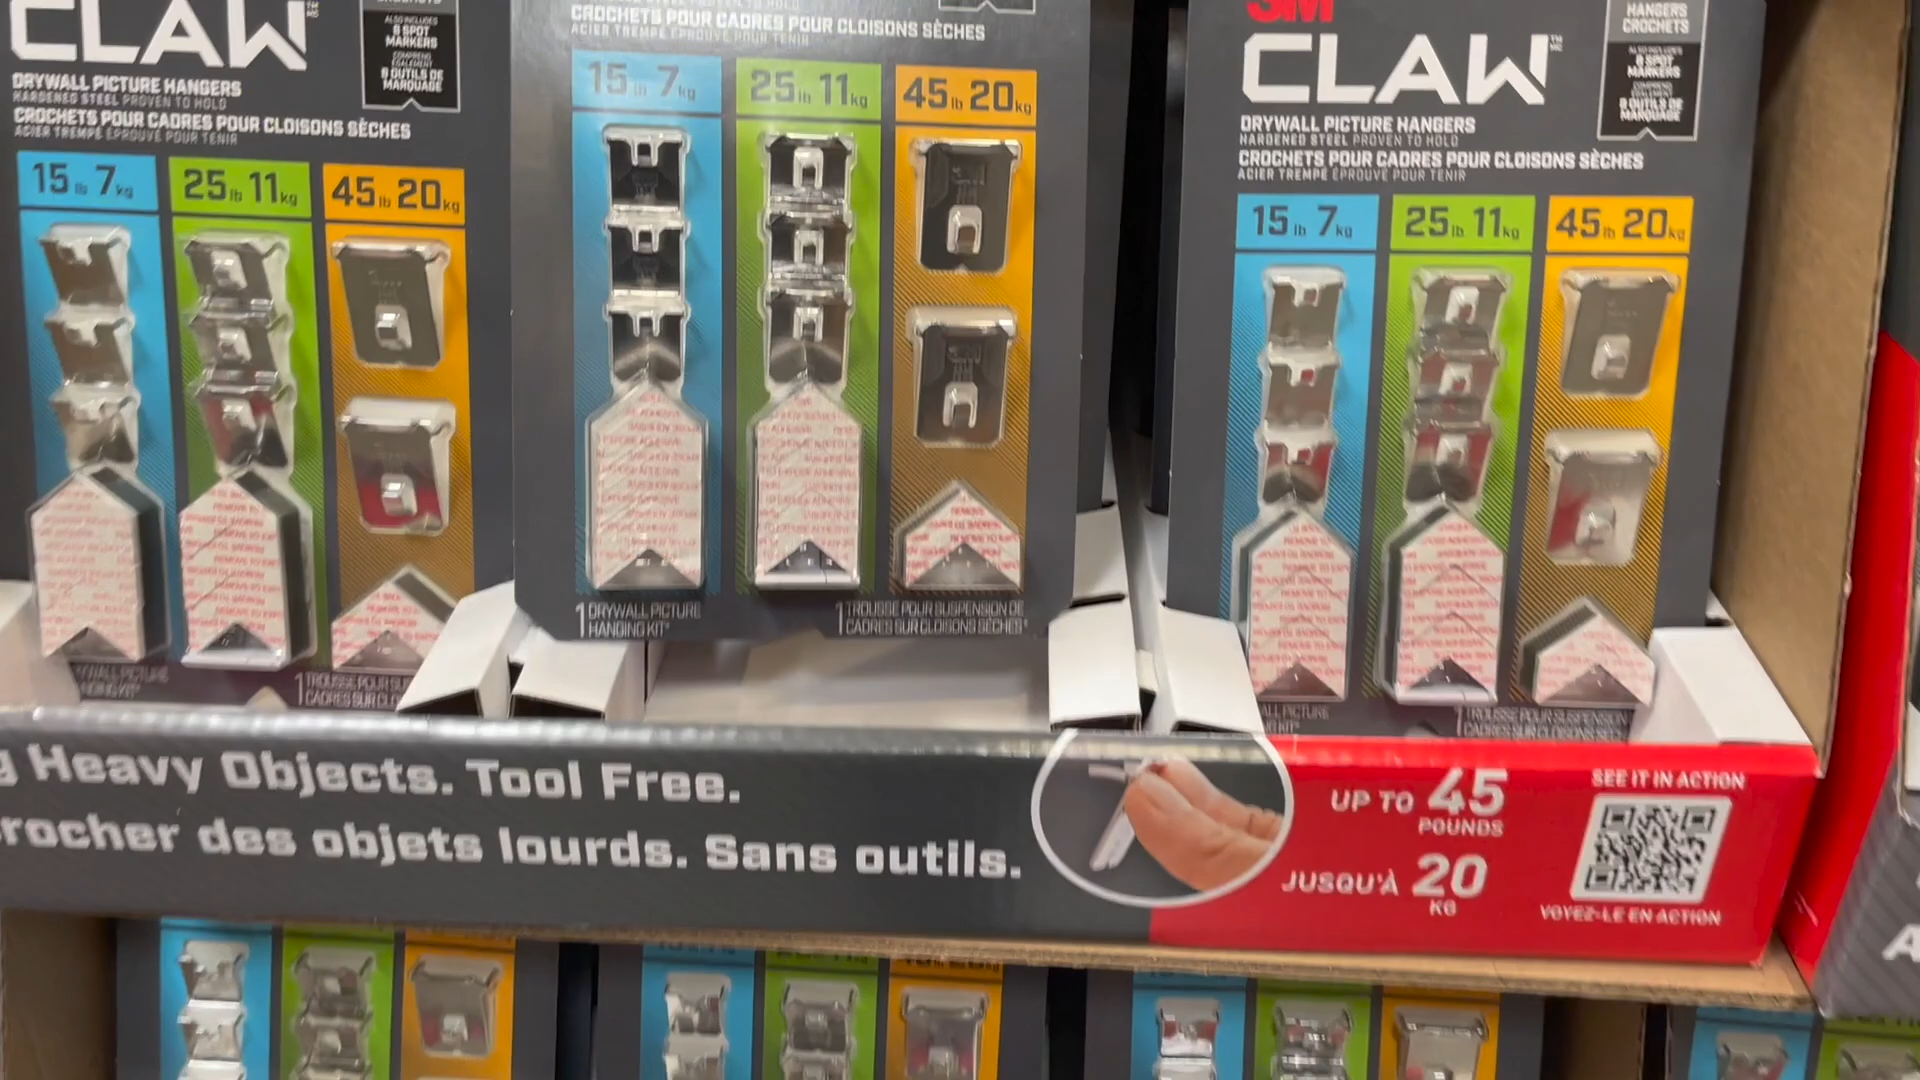 CLAW
ALSO INCLUDES
8 SPOT
MARKERS
COMPREND
ÉGALEMENT
8 OUTILS DE
MARQUAGE
DRYWALL PICTURE HANGERS
HARDENED STEEL PROVEN TO HOLD
CROCHETS POUR CADRES POUR CLOISONS SÈCHES
ACIER TREMPÉ ÉPROUVÉ POUR TENIR
15 lb 7 kg
25 lb 11 kg
45 lb 20 kg
CROCHETS POUR CADRES POUR CLOISONS SÈCHES
ACIER TREMPÉ ÉPROUVÉ POUR TENIR
15 lb 7 kg
25 lb 11 kg
45 lb 20 kg
1 DRYWALL PICTURE
HANGING KIT*
1 TROUSSE POUR SUSPENSION DE
CADRES SUR CLOISONS SÈCHES*
3M
CLAW™
HANGERS
CROCHETS
ALSO INCLUDES
8 SPOT
MARKERS
COMPREND
ÉGALEMENT
8 OUTILS DE
MARQUAGE
DRYWALL PICTURE HANGERS
HARDENED STEEL PROVEN TO HOLD
CROCHETS POUR CADRES POUR CLOISONS SÈCHES
ACIER TREMPÉ ÉPROUVÉ POUR TENIR
15 lb 7 kg
25 lb 11 kg
45 lb 20 kg
g Heavy Objects. Tool Free.
rocher des objets lourds. Sans outils.
UP TO 45
POUNDS
JUSQU'À 20
KG
SEE IT IN ACTION
VOYEZ-LE EN ACTION